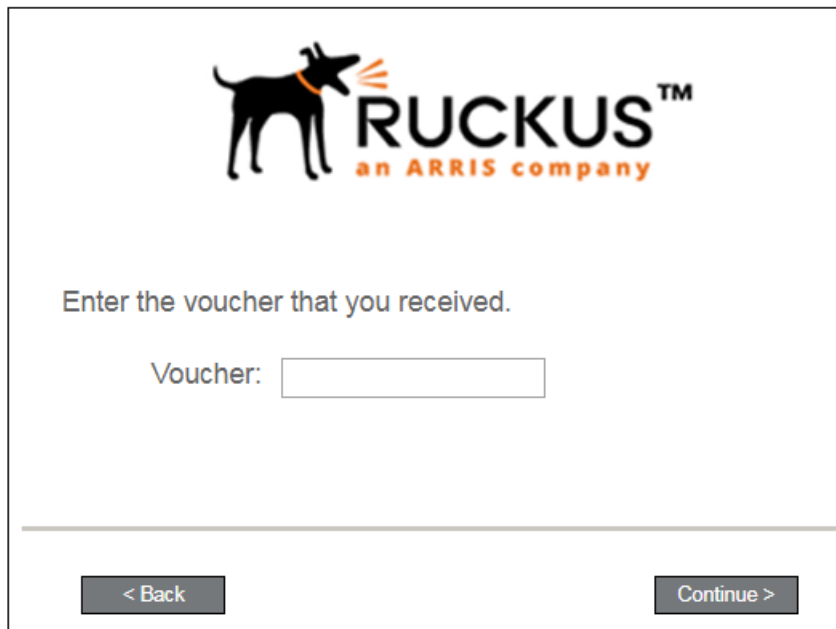 RUCKUS™
an ARRIS company
Enter the voucher that you received.
Voucher:
< Back
Continue >